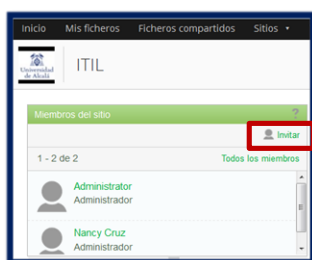 Inicio Mis ficheros Ficheros compartidos Sitios
Universidad
de Alcalá
ITIL
Miembros del sitio ?
Invitar
1 - 2 de 2 Todos los miembros
Administrator
Administrador
Nancy Cruz
Administrador